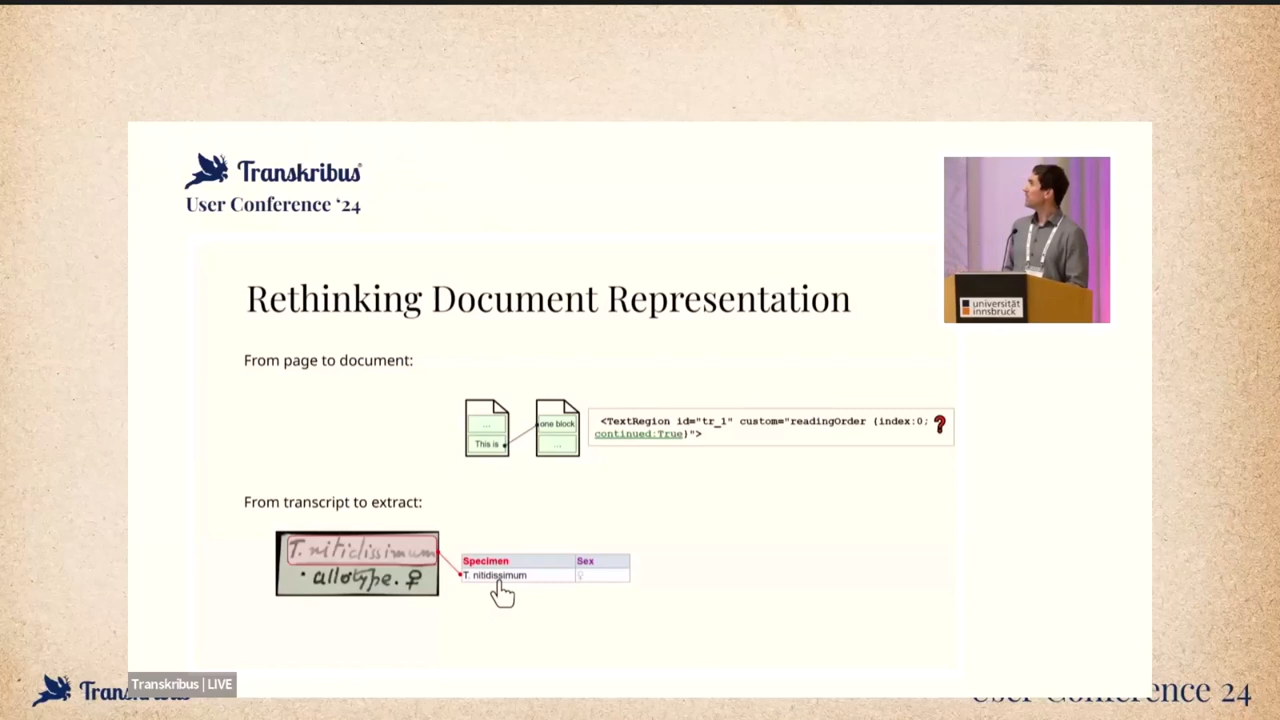 Transkribus
User Conference ‘24
universität
innsbruck
Rethinking Document Representation
From page to document:
...
This is
one block
...
<TextRegion id="tr_1" custom="readingOrder {index:0; ?
continued:True}">
From transcript to extract:
T. nitidissimum
· allotype. ♀
Specimen Sex
T. nitidissimum ♀
Transkribus | LIVE
User Conference 24